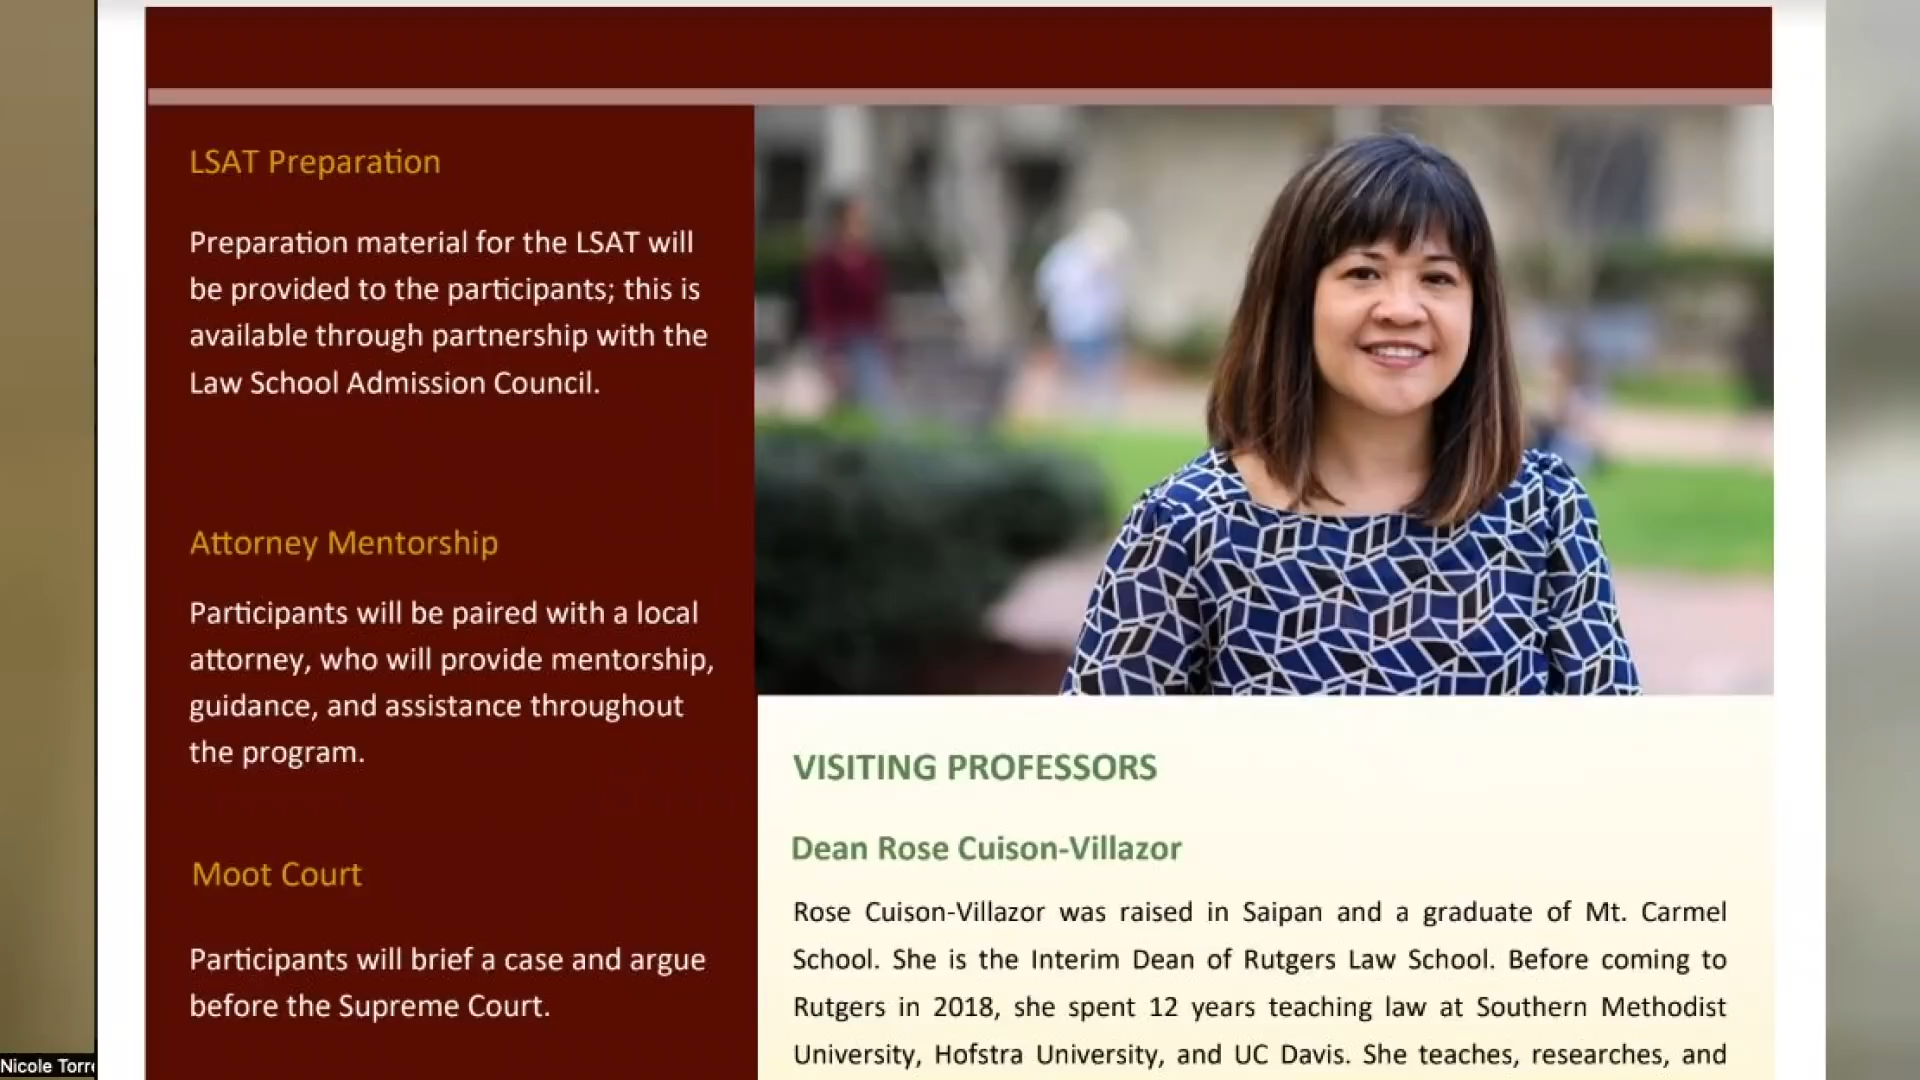 LSAT Preparation
Preparation material for the LSAT will
be provided to the participants; this is
available through partnership with the
Law School Admission Council.
Attorney Mentorship
Participants will be paired with a local
attorney, who will provide mentorship,
guidance, and assistance throughout
the program.
Moot Court
Participants will brief a case and argue
before the Supreme Court.
VISITING PROFESSORS
Dean Rose Cuison-Villazor
Rose Cuison-Villazor was raised in Saipan and a graduate of Mt. Carmel
School. She is the Interim Dean of Rutgers Law School. Before coming to
Rutgers in 2018, she spent 12 years teaching law at Southern Methodist
University, Hofstra University, and UC Davis. She teaches, researches, and
Nicole Torre